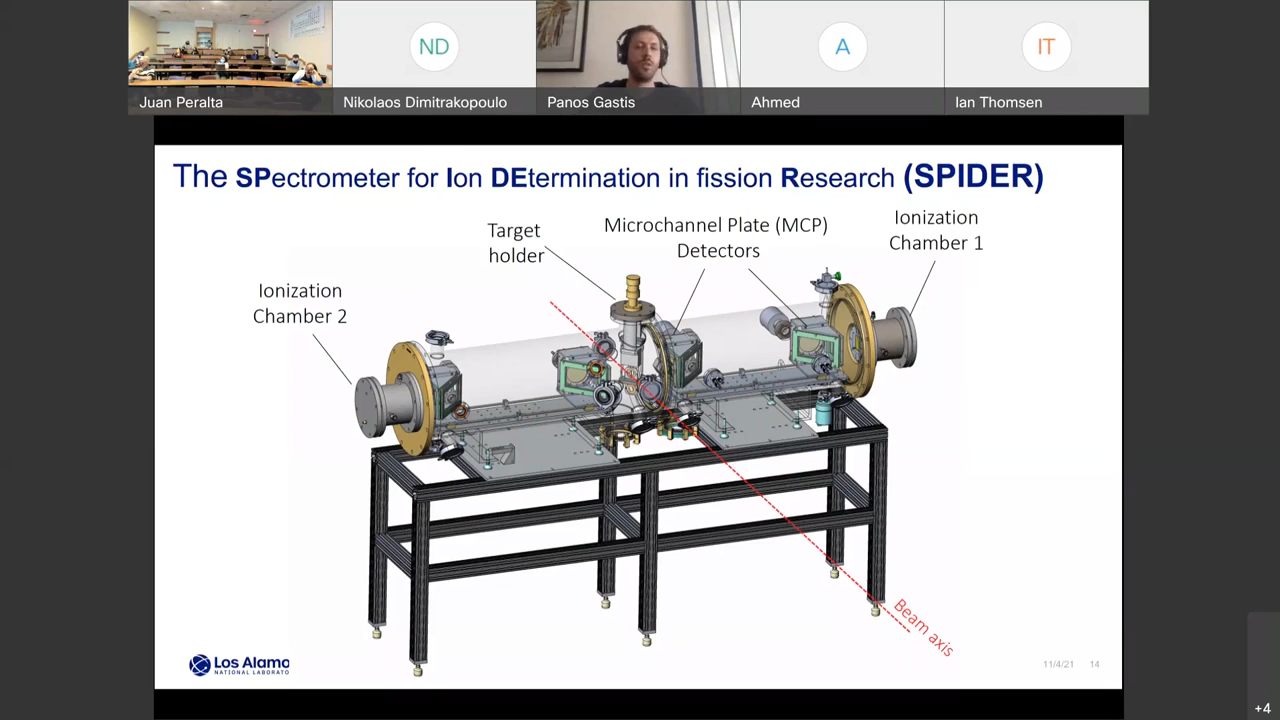 ND
A
IT
Juan Peralta
Nikolaos Dimitrakopoulo
Panos Gastis
Ahmed
Ian Thomsen
The SPectrometer for Ion DEtermination in fission Research (SPIDER)
Ionization
Chamber 2
Target
holder
Microchannel Plate (MCP)
Detectors
Ionization
Chamber 1
Beam axis
Los Alamo
NATIONAL LABORATO
11/4/21 14
+4